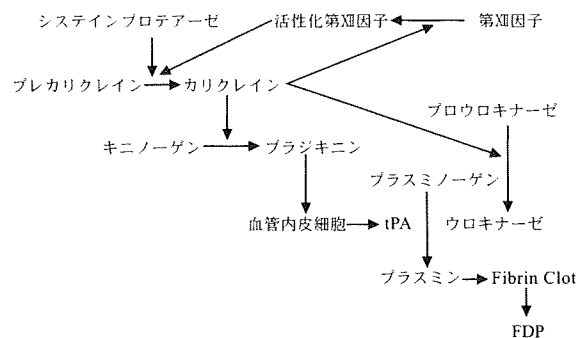 システインプロテアーゼ
活性化第Ⅻ因子
第Ⅻ因子
プレカリクレイン
カリクレイン
プロウロキナーゼ
キニノーゲン
ブラジキニン
プラスミノーゲン
血管内皮細胞
tPA
ウロキナーゼ
プラスミン
Fibrin Clot
FDP